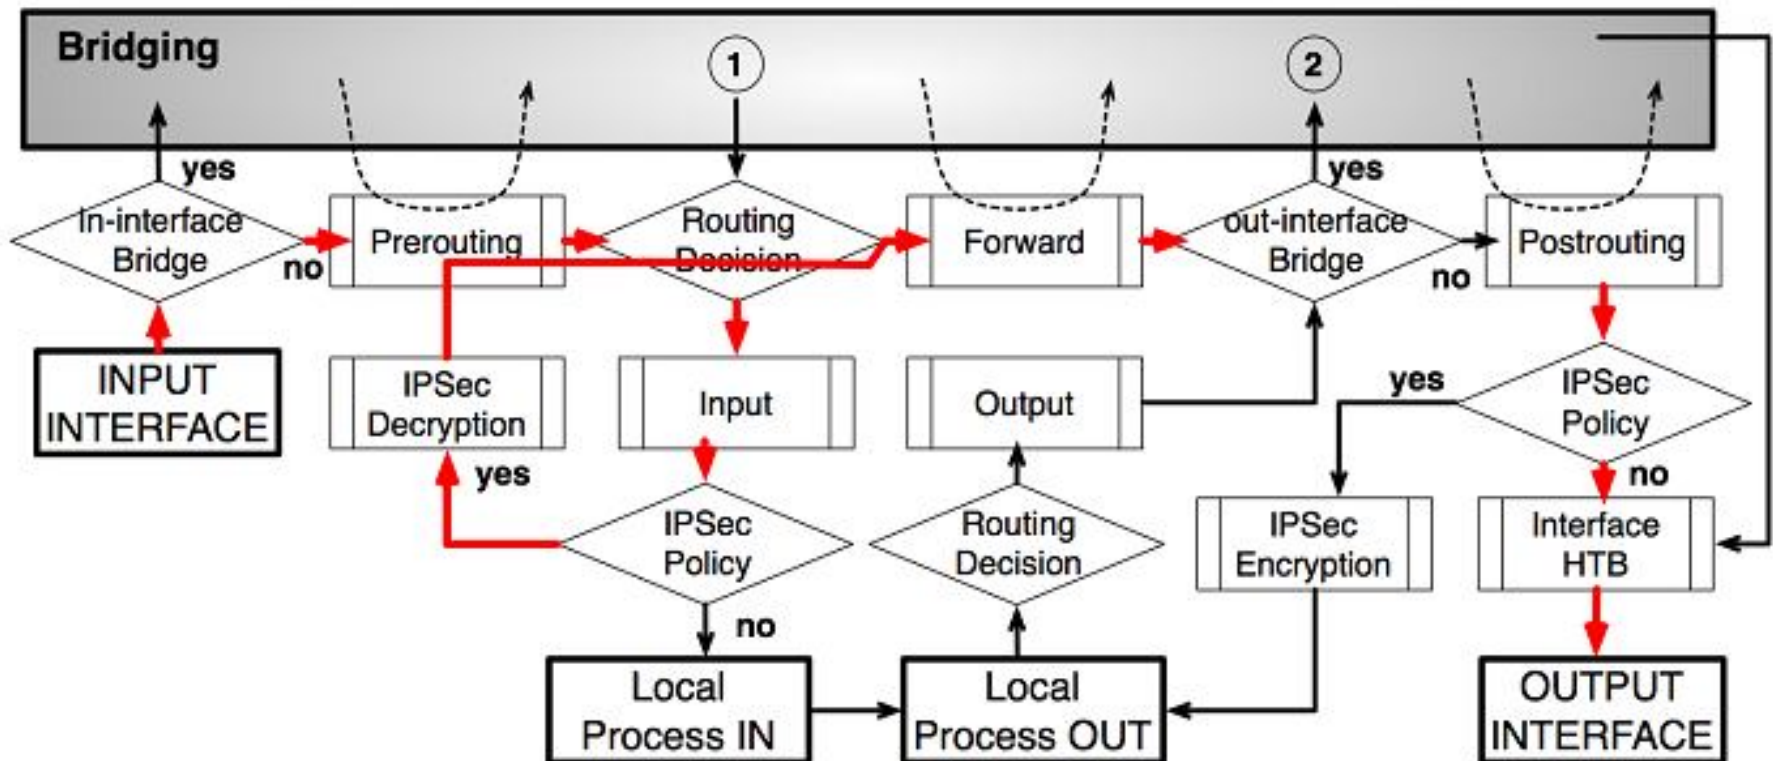 Bridging
1
2
yes
yes
In-interface
Bridge
no
Prerouting
Routing
Decision
Forward
out-interface
Bridge
no
Postrouting
INPUT
INTERFACE
IPSec
Decryption
yes
Input
Output
yes
IPSec
Policy
no
IPSec
Policy
no
Routing
Decision
IPSec
Encryption
Interface
HTB
Local
Process IN
Local
Process OUT
OUTPUT
INTERFACE